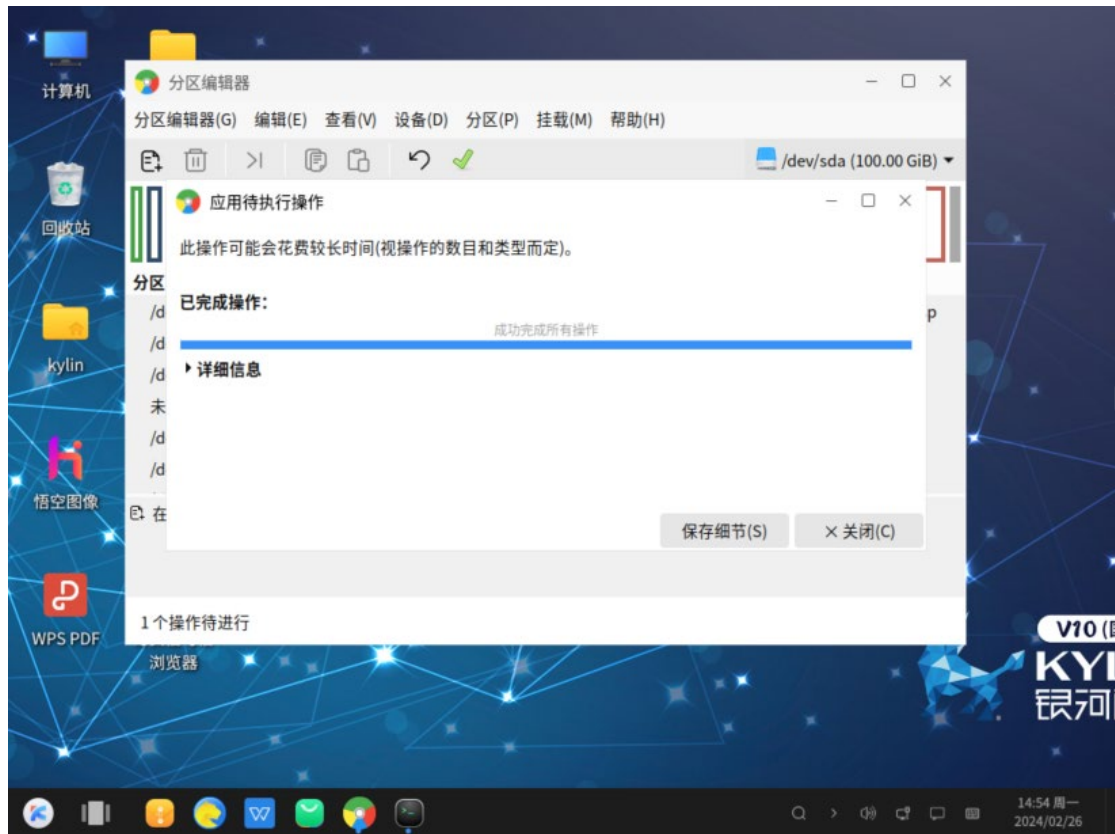 计算机
分区编辑器
分区编辑器(G) 编辑(E) 查看(V) 设备(D) 分区(P) 挂载(M) 帮助(H)
/dev/sda (100.00 GiB)
应用待执行操作
回收站
此操作可能会花费较长时间(视操作的数目和类型而定)。
分区
已完成操作:
/d
p
成功完成所有操作
/d
kylin
详细信息
/d
未
/d
/d
悟空图像
在
保存细节(S) 关闭(C)
1个操作待进行
WPS PDF
浏览器
V10
KY
银河
14:54 周一
2024/02/26